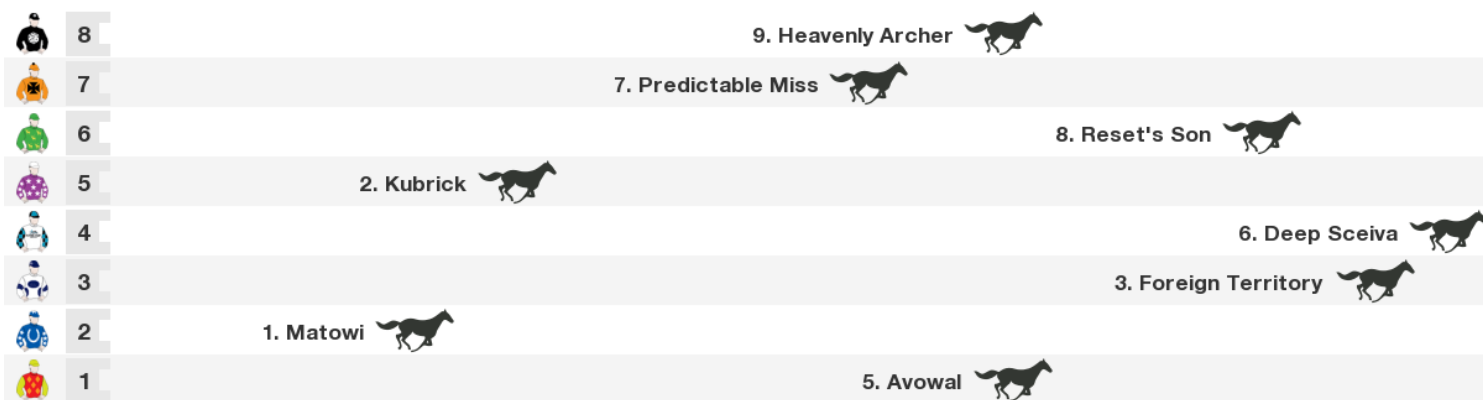 8 9. Heavenly Archer
7 7. Predictable Miss
6 8. Reset's Son
5 2. Kubrick
4 6. Deep Sceiva
3 3. Foreign Territory
2 1. Matowi
1 5. Avowal